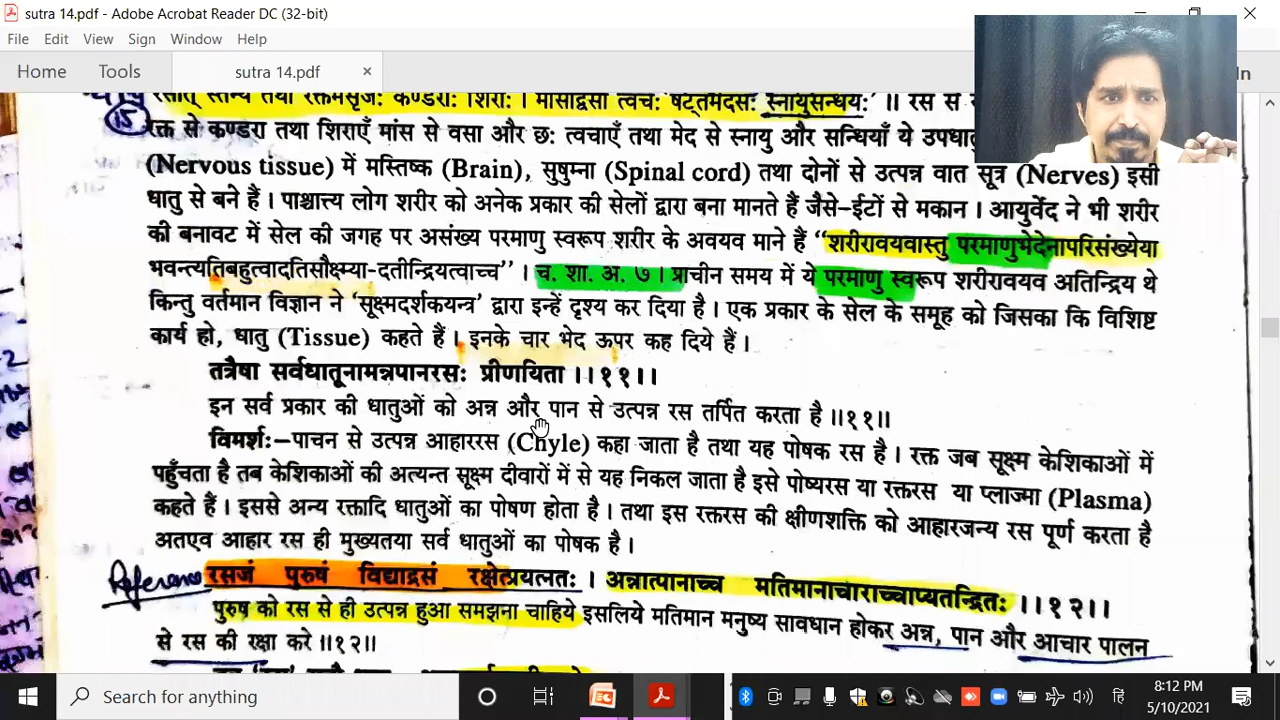 sutra 14.pdf - Adobe Acrobat Reader DC (32-bit)
File Edit View Sign Window Help
Home Tools sutra 14.pdf × In
रसात् स्तन्यं तथा रक्तमसृजः कण्डराः शिराः । मांसाद्वसा त्वचः षट्तमेदसः स्नायुसन्धयः ।। रस से
15
रक्त से कण्डरा तथा शिराएँ मांस से वसा और छः त्वचाएँ तथा मेद से स्नायु और सन्धियाँ ये
(Nervous tissue) में मस्तिष्क (Brain), सुषुम्ना (Spinal cord) तथा दोनों से उत्पन्न वात सूत्र (Nerves) इसी
धातु से बने हैं । पाश्चात्त्य लोग शरीर को अनेक प्रकार की सेलों द्वारा बना मानते हैं जैसे-ईटों से मकान । आयुर्वेद ने भी शरीर
की बनावट में सेल की जगह पर असंख्य परमाणु स्वरूप शरीर के अवयव माने हैं “शरीरावयवास्तु परमाणुभेदेनापरिसंख्येया
भवन्त्यतिबहुत्वादतिसौक्ष्म्या-दतीन्द्रियत्वाच्च” । च. शा. अ. ७ । प्राचीन समय में ये परमाणु स्वरूप शरीरावयव अतिन्द्रिय थे
किन्तु वर्तमान विज्ञान ने ‘सूक्ष्मदर्शकयन्त्र’ द्वारा इन्हें दृश्य कर दिया है । एक प्रकार के सेल के समूह को जिसका कि विशिष्ट
कार्य हो, धातु (Tissue) कहते हैं । इनके चार भेद ऊपर कह दिये हैं ।
तत्रैषा सर्वधातूनामन्नपानरसः प्रीणयिता ।।११।।
इन सर्व प्रकार की धातुओं को अन्न और पान से उत्पन्न रस तर्पित करता है ॥११॥
विमर्शः-पाचन से उत्पन्न आहाररस (Chyle) कहा जाता है तथा यह पोषक रस है । रक्त जब सूक्ष्म केशिकाओं में
पहुँचता है तब केशिकाओं की अत्यन्त सूक्ष्म दीवारों में से यह निकल जाता है इसे पोष्यरस या रक्तरस या प्लाज्मा (Plasma)
कहते हैं । इससे अन्य रक्तादि धातुओं का पोषण होता है । तथा इस रक्तरस की क्षीणशक्ति को आहारजन्य रस पूर्ण करता है
अतएव आहार रस ही मुख्यतया सर्व धातुओं का पोषक है ।
Reference रसजं पुरुषं विद्याद्रसं रक्षेत्प्रयत्नतः । अन्नात्पानाच्च मतिमानाचाराच्चाप्यतन्द्रितः ।।१२।।
पुरुष को रस से ही उत्पन्न हुआ समझना चाहिये इसलिये मतिमान मनुष्य सावधान होकर अन्न, पान और आचार पालन
से रस की रक्षा करे ॥१२॥
Search for anything
हि
8:12 PM
5/10/2021